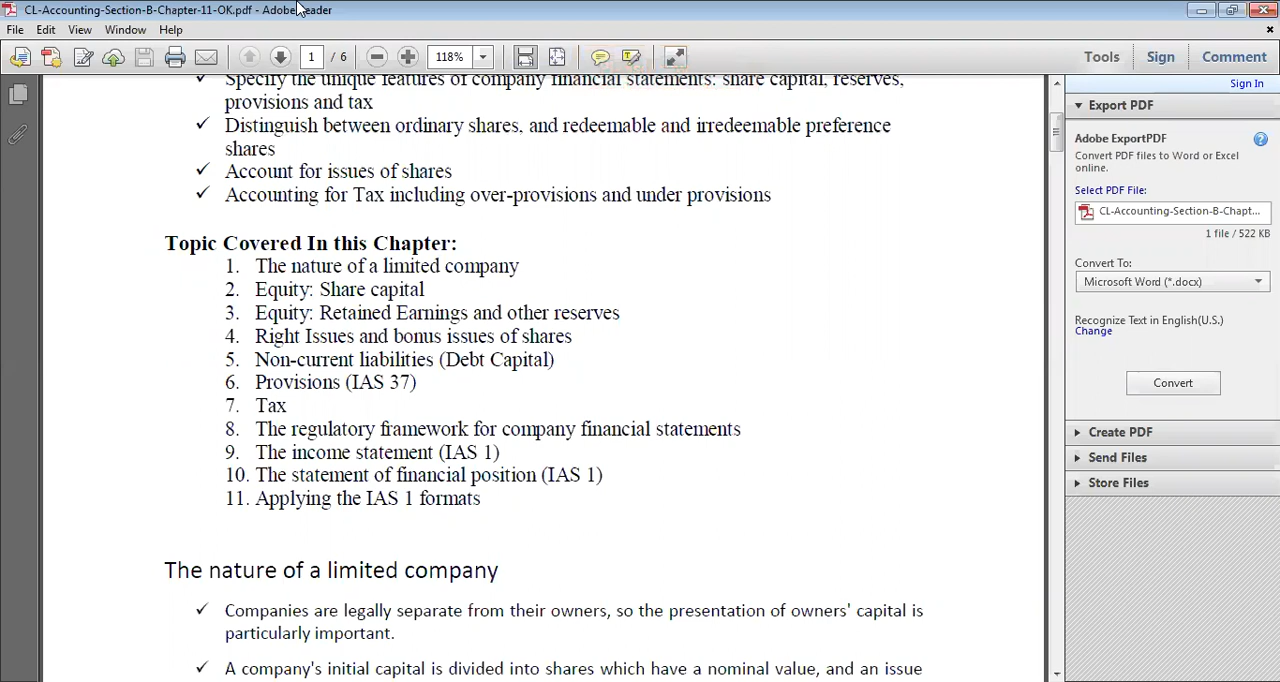 CL-Accounting-Section-B-Chapter-11-OK.pdf - Adobe Reader
File Edit View Window Help
1 / 6 118% Tools Sign Comment
Sign In
Specify the unique features of company financial statements: share capital, reserves,
provisions and tax
✓ Distinguish between ordinary shares, and redeemable and irredeemable preference
shares
✓ Account for issues of shares
✓ Accounting for Tax including over-provisions and under provisions
Topic Covered In this Chapter:
1. The nature of a limited company
2. Equity: Share capital
3. Equity: Retained Earnings and other reserves
4. Right Issues and bonus issues of shares
5. Non-current liabilities (Debt Capital)
6. Provisions (IAS 37)
7. Tax
8. The regulatory framework for company financial statements
9. The income statement (IAS 1)
10. The statement of financial position (IAS 1)
11. Applying the IAS 1 formats
The nature of a limited company
✓ Companies are legally separate from their owners, so the presentation of owners' capital is
particularly important.
✓ A company's initial capital is divided into shares which have a nominal value, and an issue
Export PDF
Adobe ExportPDF
Convert PDF files to Word or Excel
online.
Select PDF File:
CL-Accounting-Section-B-Chapt...
1 file / 522 KB
Convert To:
Microsoft Word (*.docx)
Recognize Text in English(U.S.)
Change
Convert
Create PDF
Send Files
Store Files